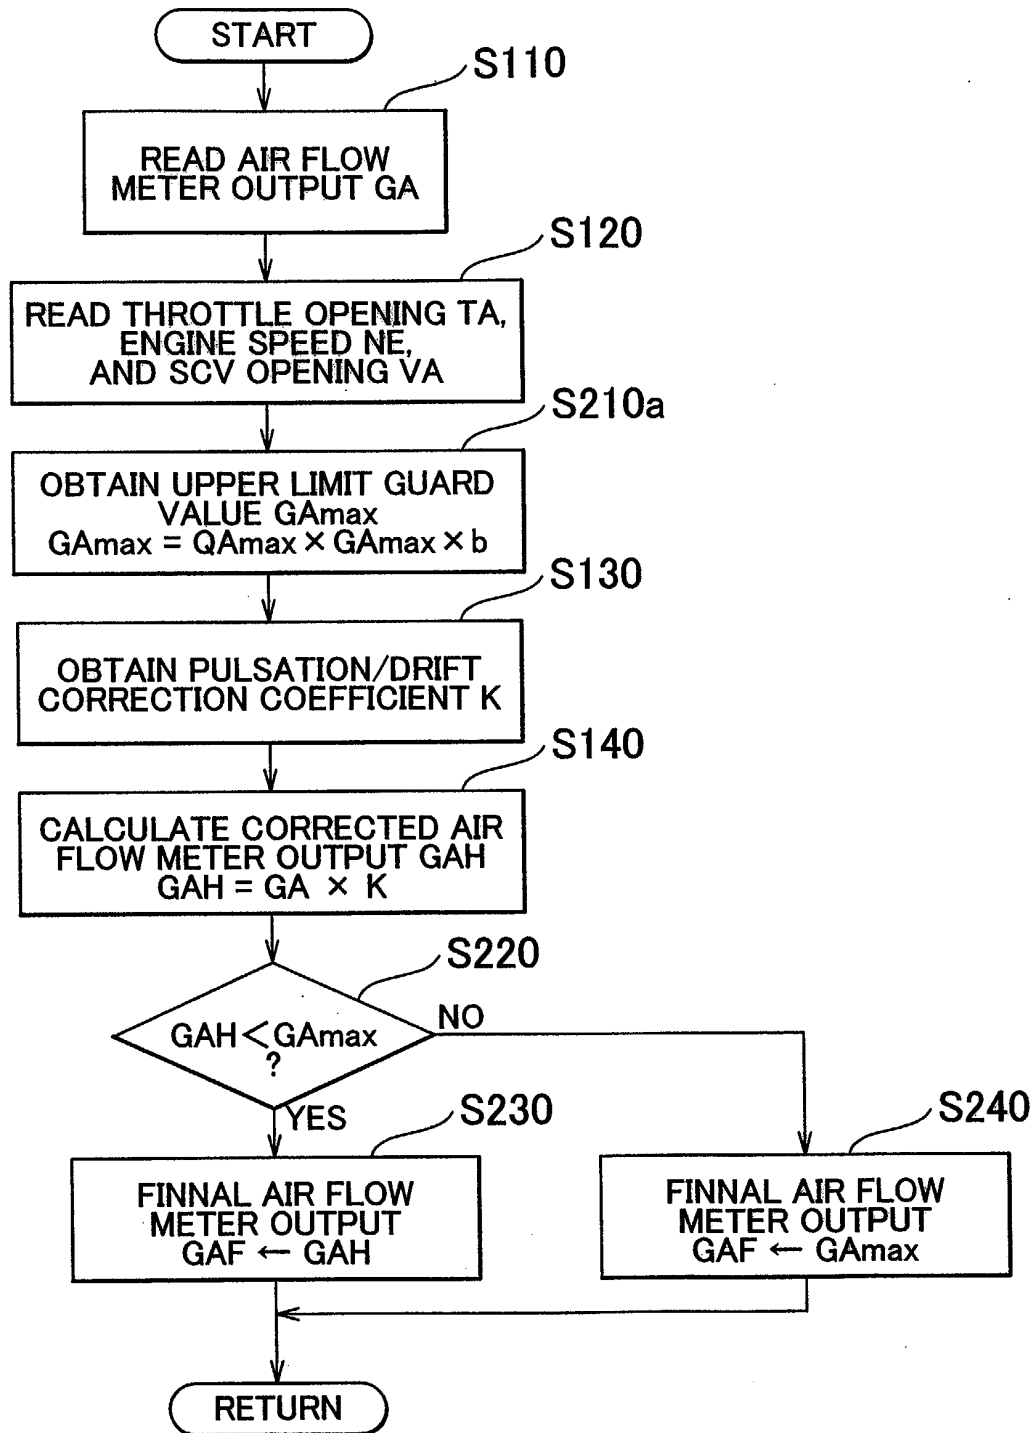 START
S110
READ AIR FLOW
METER OUTPUT GA
S120
READ THROTTLE OPENING TA,
ENGINE SPEED NE,
AND SCV OPENING VA
S210a
OBTAIN UPPER LIMIT GUARD
VALUE GAmax
GAmax = QAmax × GAmax × b
S130
OBTAIN PULSATION/DRIFT
CORRECTION COEFFICIENT K
S140
CALCULATE CORRECTED AIR
FLOW METER OUTPUT GAH
GAH = GA × K
S220
GAH < GAmax
?
NO
YES
S230
FINNAL AIR FLOW
METER OUTPUT
GAF ← GAH
S240
FINNAL AIR FLOW
METER OUTPUT
GAF ← GAmax
RETURN